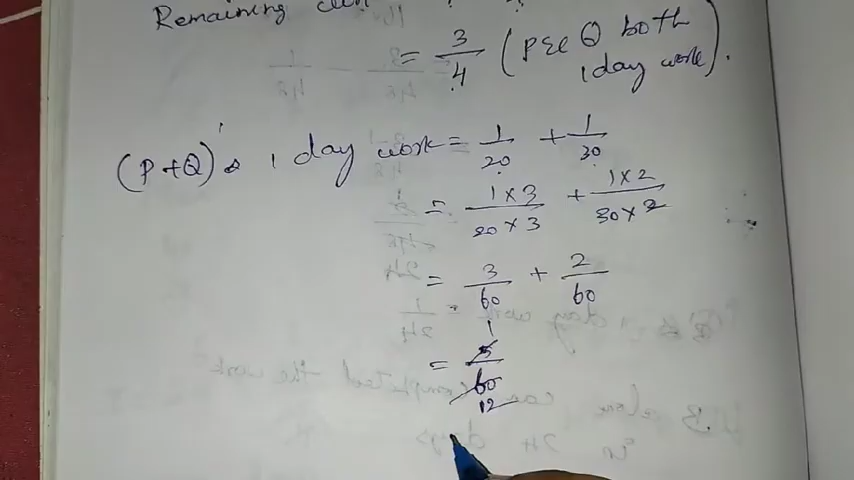 Remaining
= 3/4 (P & Q both 1 day work).
(P+Q)'s 1 day work = 1/20 + 1/30
= 1×3/20×3 + 1×2/30×2
= 3/60 + 2/60
= 5/60
1
12